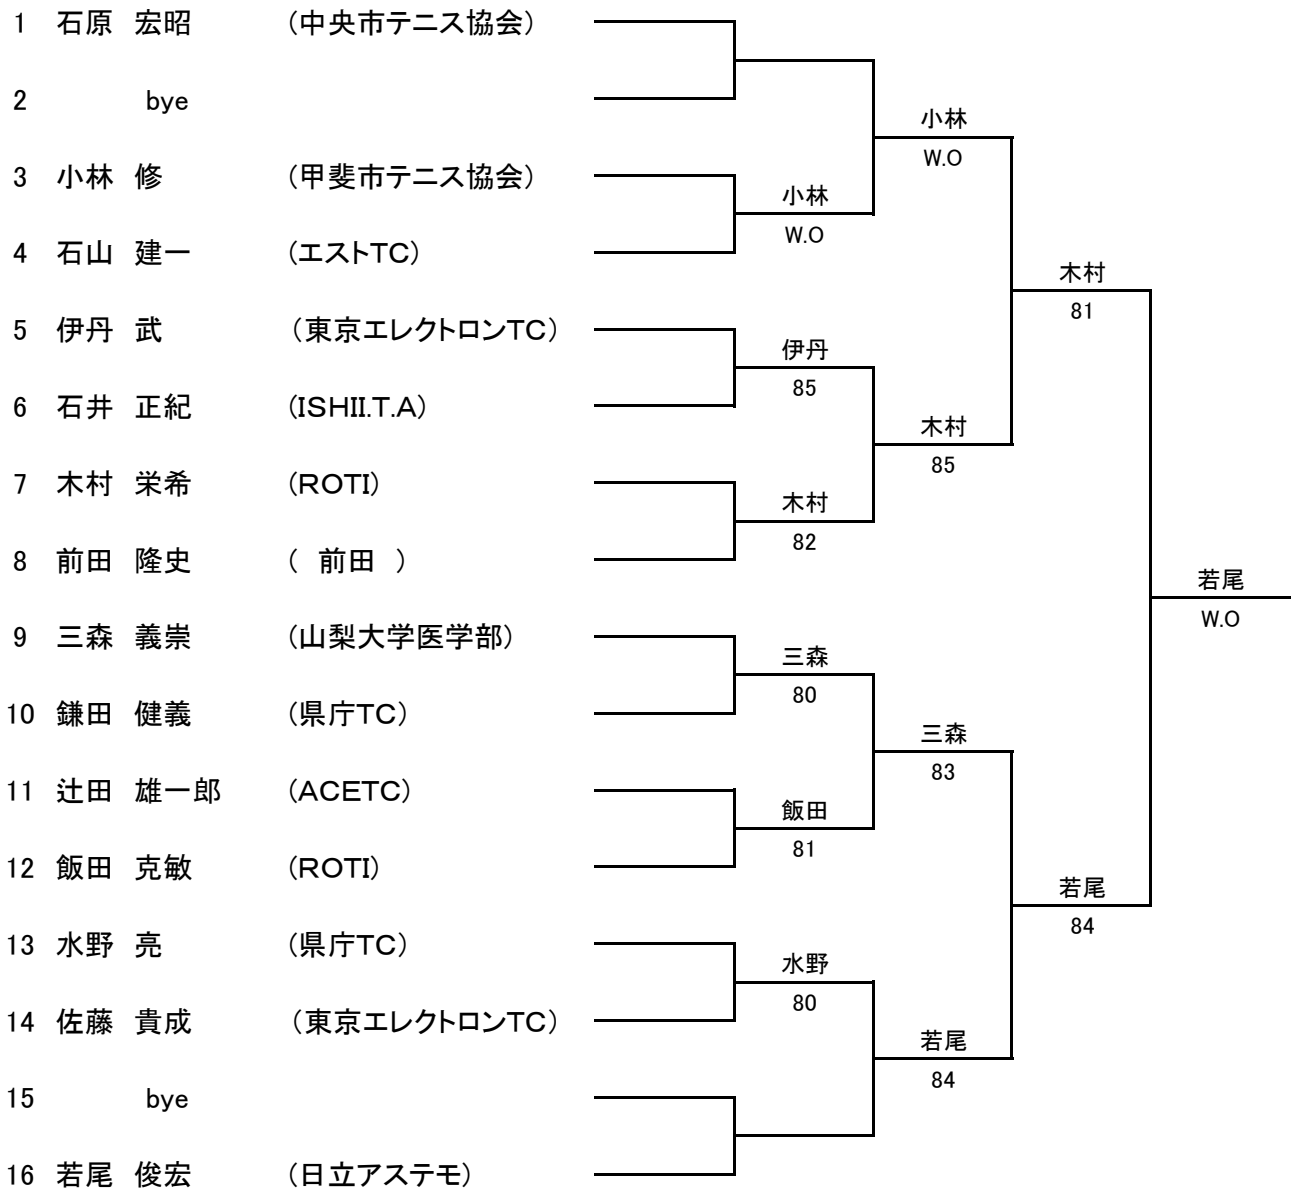 1 石原 宏昭 (中央市テニス協会)
2 bye
小林
W.O
3 小林 修 (甲斐市テニス協会)
小林
W.O
4 石山 建一 (エストTC)
木村
81
5 伊丹 武 (東京エレクトロンTC)
伊丹
85
6 石井 正紀 (ISHII.T.A)
木村
85
7 木村 栄希 (ROTI)
木村
82
8 前田 隆史 ( 前田 )
若尾
W.O
9 三森 義崇 (山梨大学医学部)
三森
80
10 鎌田 健義 (県庁TC)
三森
83
11 辻田 雄一郎 (ACETC)
飯田
81
12 飯田 克敏 (ROTI)
若尾
84
13 水野 亮 (県庁TC)
水野
80
14 佐藤 貴成 (東京エレクトロンTC)
若尾
84
15 bye
16 若尾 俊宏 (日立アステモ)